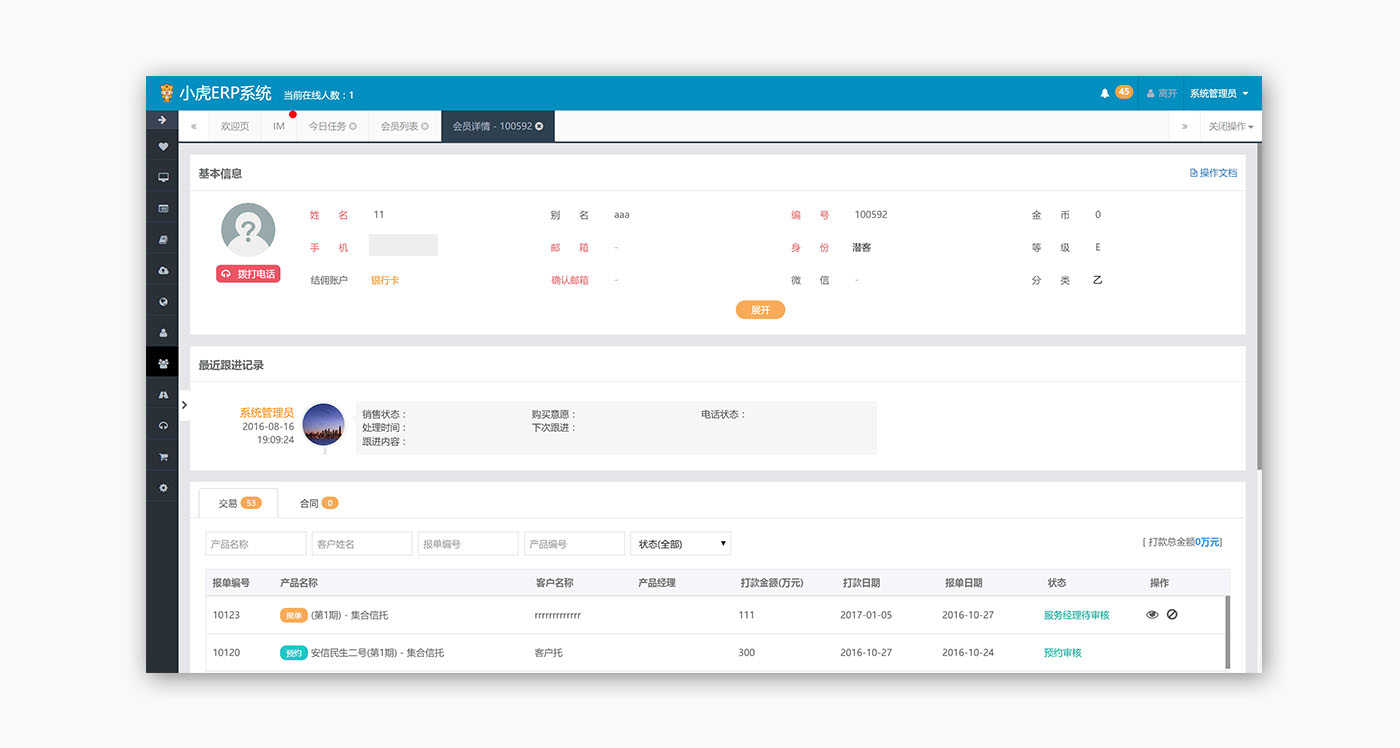 小虎ERP系统 当前在线人数：1 45 离开 系统管理员
« 欢迎页 IM 今日任务 会员列表 会员详情 - 100592 » 关闭操作
基本信息 操作文档
姓 名 11 别 名 aaa 编 号 100592 金 币 0
手 机 邮 箱 - 身 份 潜客 等 级 E
拨打电话 结佣账户 银行卡 确认邮箱 - 微 信 - 分 类 乙
展开
最近跟进记录
系统管理员 销售状态： 购买意愿： 电话状态：
2016-08-16 处理时间： 下次跟进：
19:09:24 跟进内容：
交易 53 合同 0
产品名称 客户姓名 报单编号 产品编号 状态(全部) [ 打款总金额0万元]
报单编号 产品名称 客户名称 产品经理 打款金额(万元) 打款日期 报单日期 状态 操作
10123 报单 (第1期) - 集合信托 rrrrrrrrrrrrr 111 2017-01-05 2016-10-27 服务经理待审核
10120 预约 安信民生二号(第1期) - 集合信托 客户托 300 2016-10-27 2016-10-24 预约审核